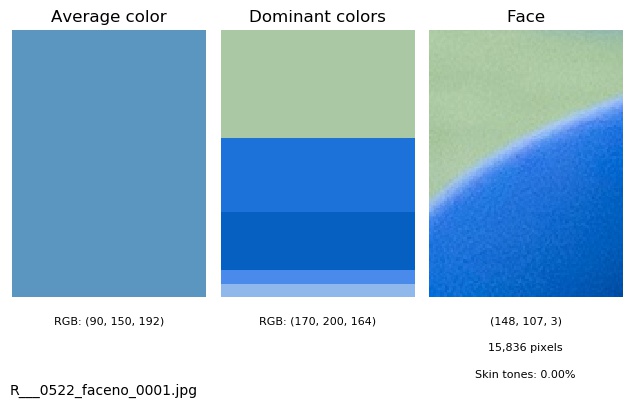 Average color
Dominant colors
Face
RGB: (90, 150, 192)
RGB: (170, 200, 164)
(148, 107, 3)
15,836 pixels
Skin tones: 0.00%
R___0522_faceno_0001.jpg